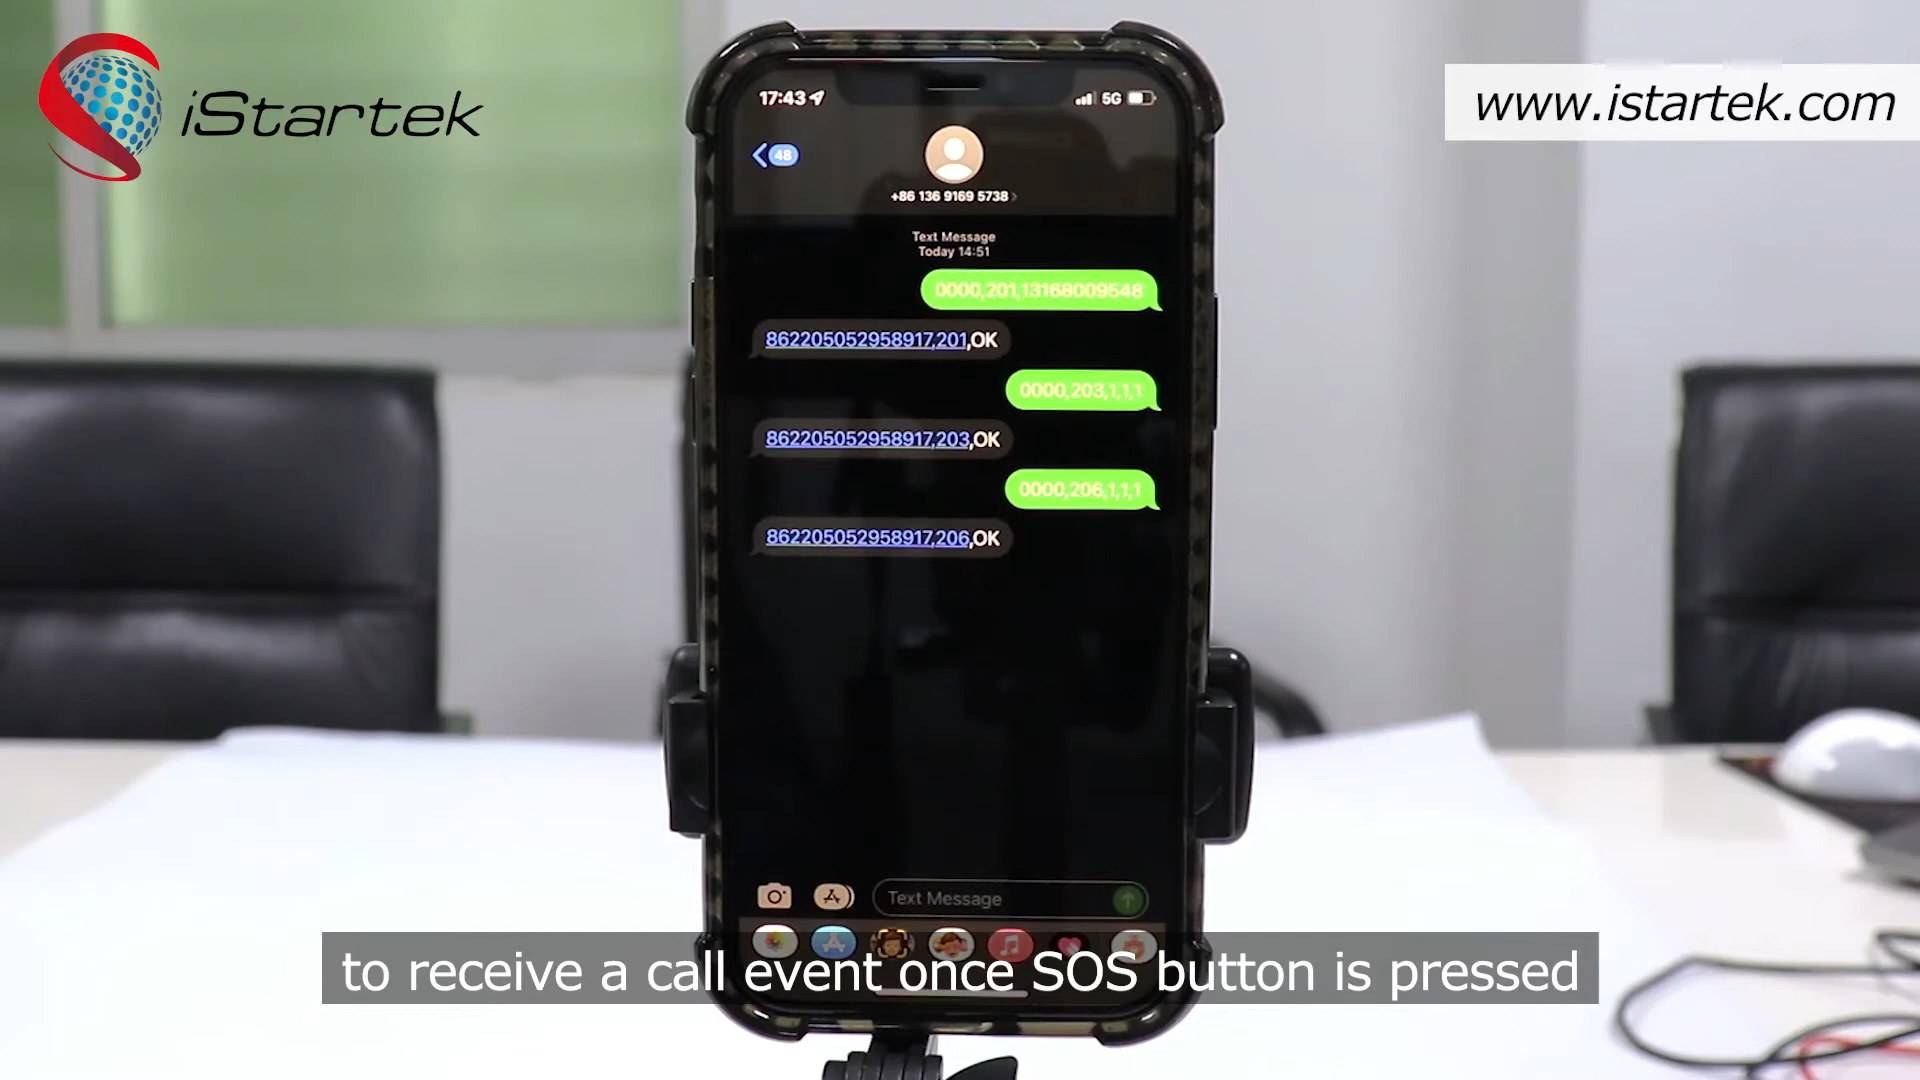 iStartek
www.istartek.com
17:43
5G
48
+86 136 9169 5738
Text Message
Today 14:51
0000,201,13168009548
862205052958917,201,OK
0000,203,1,1,1
862205052958917,203,OK
0000,206,1,1,1
862205052958917,206,OK
Text Message
to receive a call event once SOS button is pressed